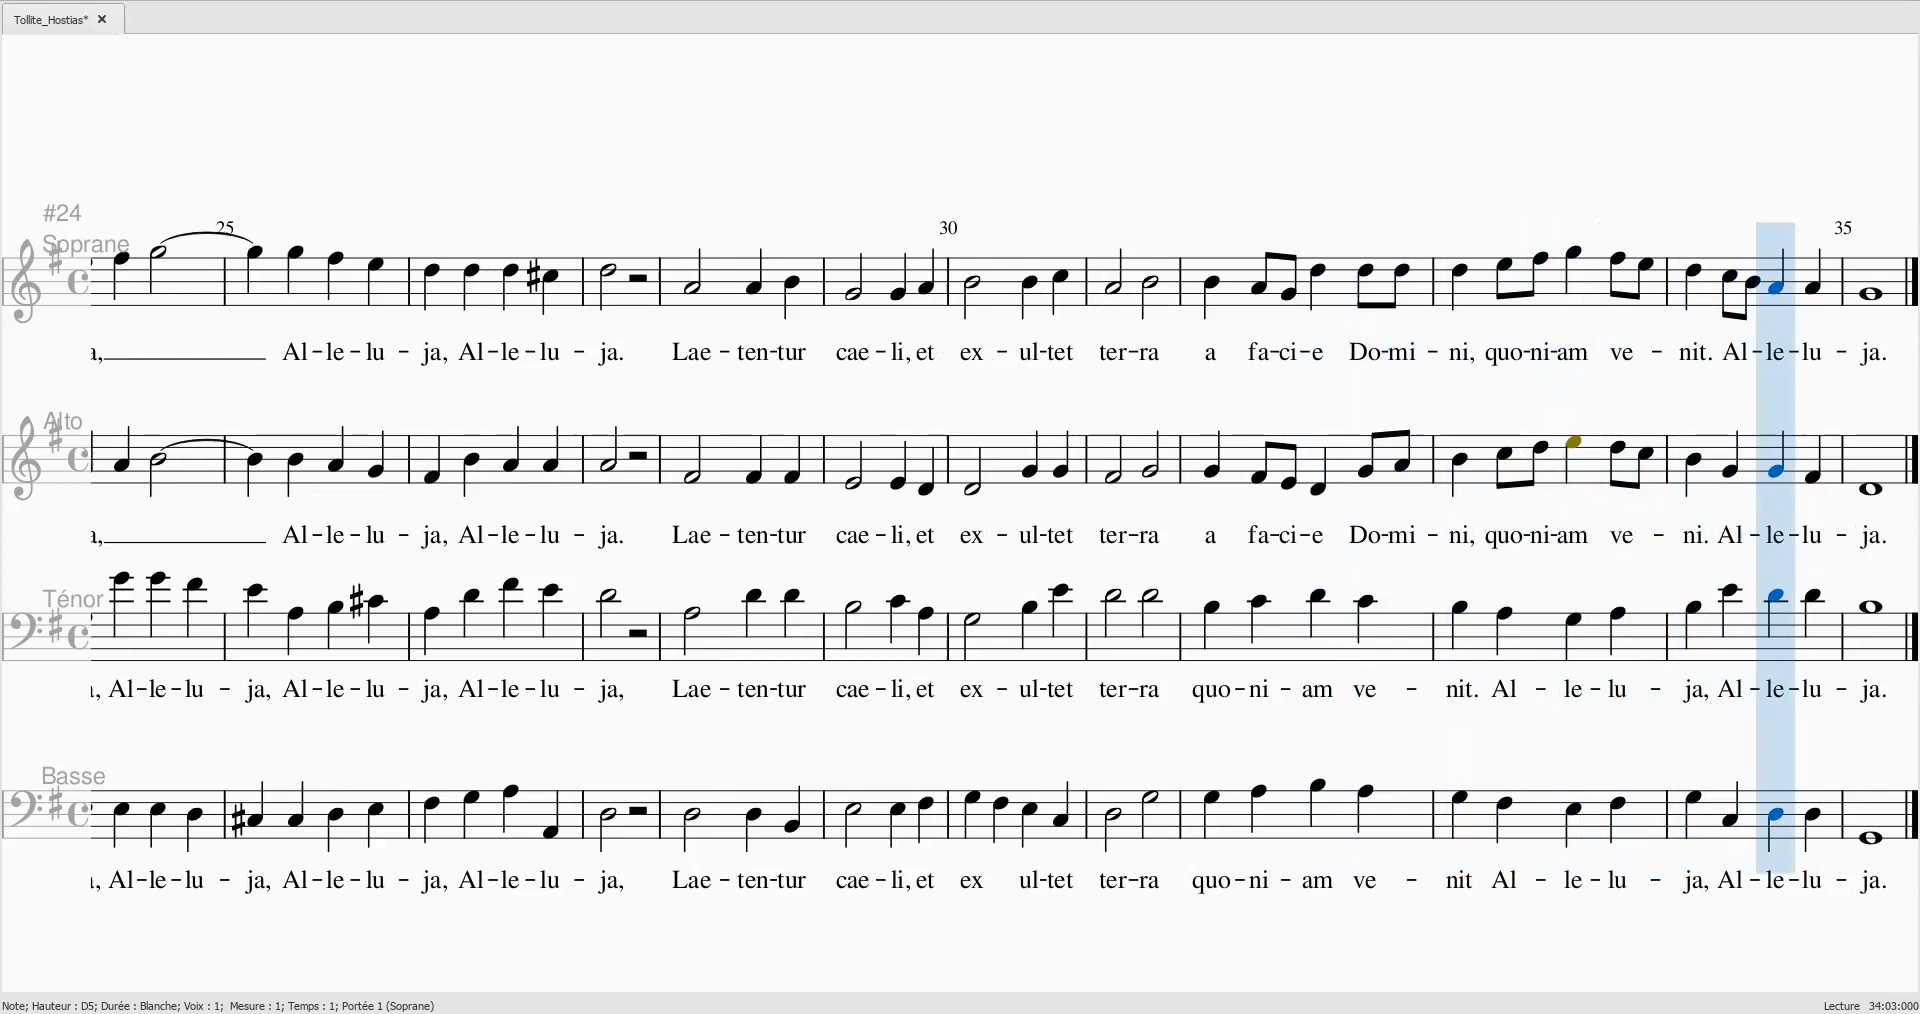 Tollite_Hostias*
#24
25 30 35
Soprane
a, Al-le-lu-ja, Al-le-lu-ja. Lae-ten-tur cae-li, et ex-ul-tet ter-ra a fa-ci-e Do-mi-ni, quo-ni-am ve-nit. Al-le-lu-ja.
Alto
a, Al-le-lu-ja, Al-le-lu-ja. Lae-ten-tur cae-li, et ex-ul-tet ter-ra a fa-ci-e Do-mi-ni, quo-ni-am ve-ni. Al-le-lu-ja.
Ténor
Al-le-lu-ja, Al-le-lu-ja, Al-le-lu-ja, Lae-ten-tur cae-li, et ex-ul-tet ter-ra quo-ni-am ve-nit. Al-le-lu-ja, Al-le-lu-ja.
Basse
Al-le-lu-ja, Al-le-lu-ja, Al-le-lu-ja, Lae-ten-tur cae-li, et ex ul-tet ter-ra quo-ni-am ve-nit Al-le-lu-ja, Al-le-lu-ja.
Note; Hauteur : D5; Durée : Blanche; Voix : 1; Mesure : 1; Temps : 1; Portée 1 (Soprane) Lecture 34:03:000